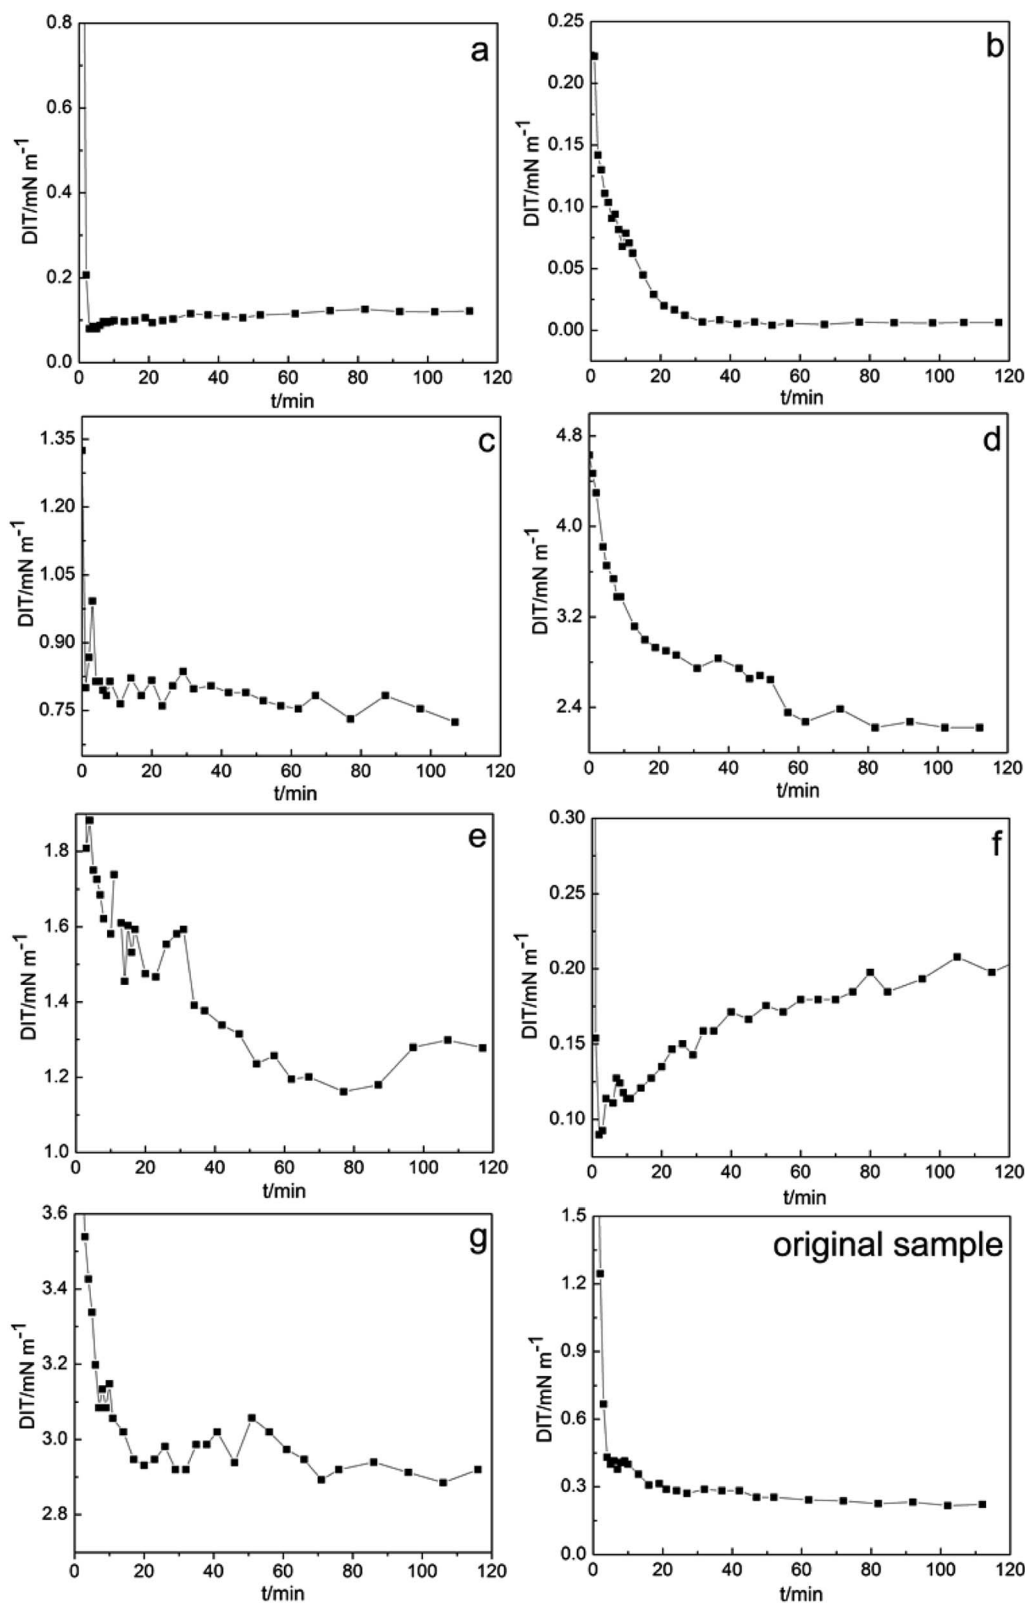 a
DIT/mN m⁻¹
0.8
0.6
0.4
0.2
0.0
0 20 40 60 80 100 120
t/min
b
DIT/mN m⁻¹
0.25
0.20
0.15
0.10
0.05
0.00
0 20 40 60 80 100 120
t/min
c
DIT/mN m⁻¹
1.35
1.20
1.05
0.90
0.75
0 20 40 60 80 100 120
t/min
d
DIT/mN m⁻¹
4.8
4.0
3.2
2.4
0 20 40 60 80 100 120
t/min
e
DIT/mN m⁻¹
1.8
1.6
1.4
1.2
1.0
0 20 40 60 80 100 120
t/min
f
DIT/mN m⁻¹
0.30
0.25
0.20
0.15
0.10
0 20 40 60 80 100 120
t/min
g
DIT/mN m⁻¹
3.6
3.4
3.2
3.0
2.8
0 20 40 60 80 100 120
t/min
original sample
DIT/mN m⁻¹
1.5
1.2
0.9
0.6
0.3
0.0
0 20 40 60 80 100 120
t/min